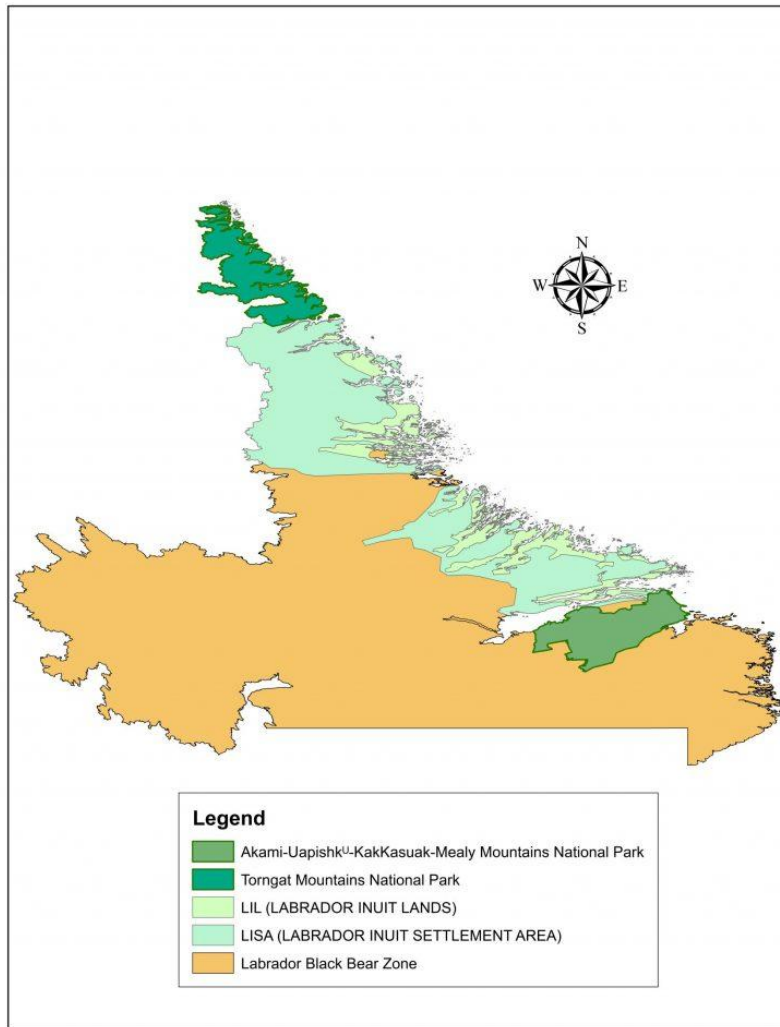 N
W E
S
Legend
Akami-Uapishkᵁ-KakKasuak-Mealy Mountains National Park
Torngat Mountains National Park
LIL (LABRADOR INUIT LANDS)
LISA (LABRADOR INUIT SETTLEMENT AREA)
Labrador Black Bear Zone